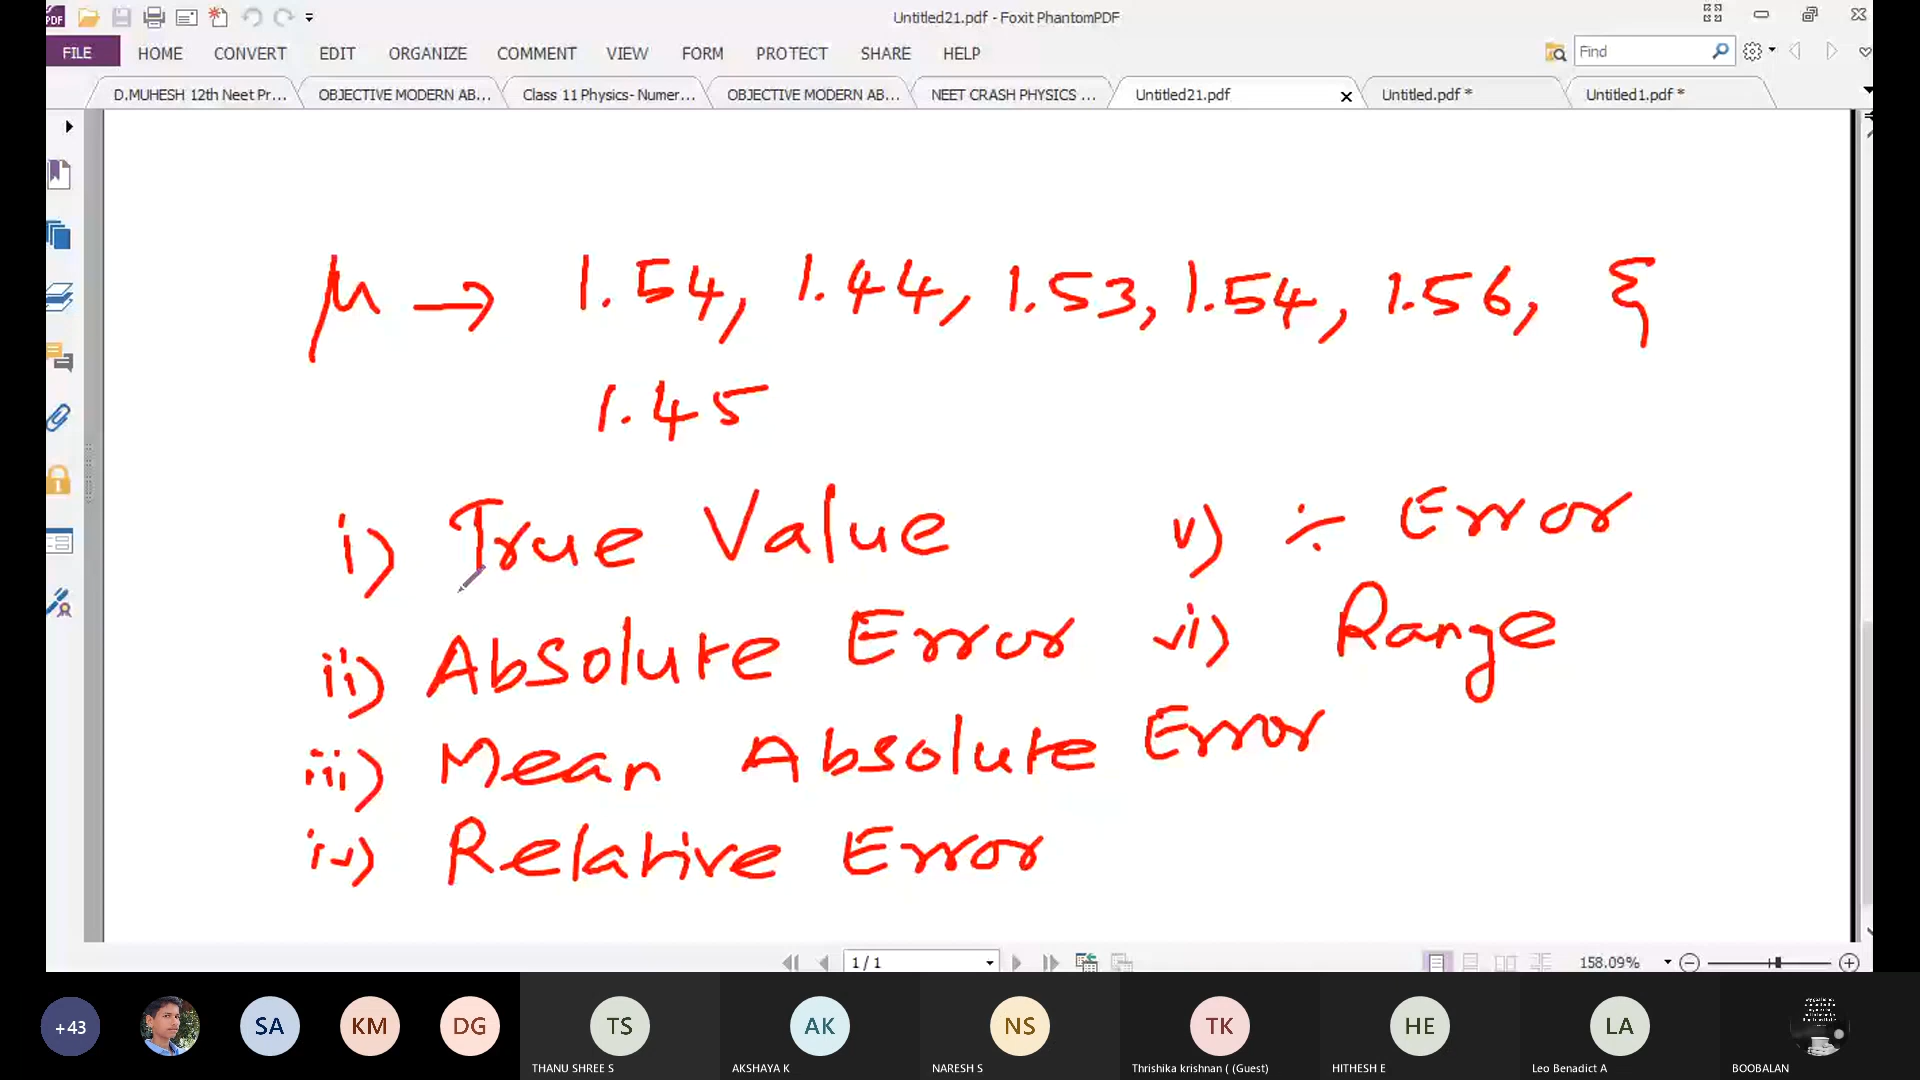 Untitled21.pdf - Foxit PhantomPDF
FILE HOME CONVERT EDIT ORGANIZE COMMENT VIEW FORM PROTECT SHARE HELP Find
D.MUHESH 12th Neet Pr... OBJECTIVE MODERN AB... Class 11 Physics- Numer... OBJECTIVE MODERN AB... NEET CRASH PHYSICS ... Untitled21.pdf Untitled.pdf * Untitled1.pdf *
μ → 1.54, 1.44, 1.53, 1.54, 1.56, ξ
1.45
i) True Value
ii) Absolute Error
iii) Mean Absolute Error
iv) Relative Error
v) ÷ Error
vi) Range
1 / 1 158.09%
+43 SA KM DG TS AK NS TK HE LA
THANU SHREE S AKSHAYA K NARESH S Thrishika krishnan ( (Guest) HITHESH E Leo Benadict A BOOBALAN